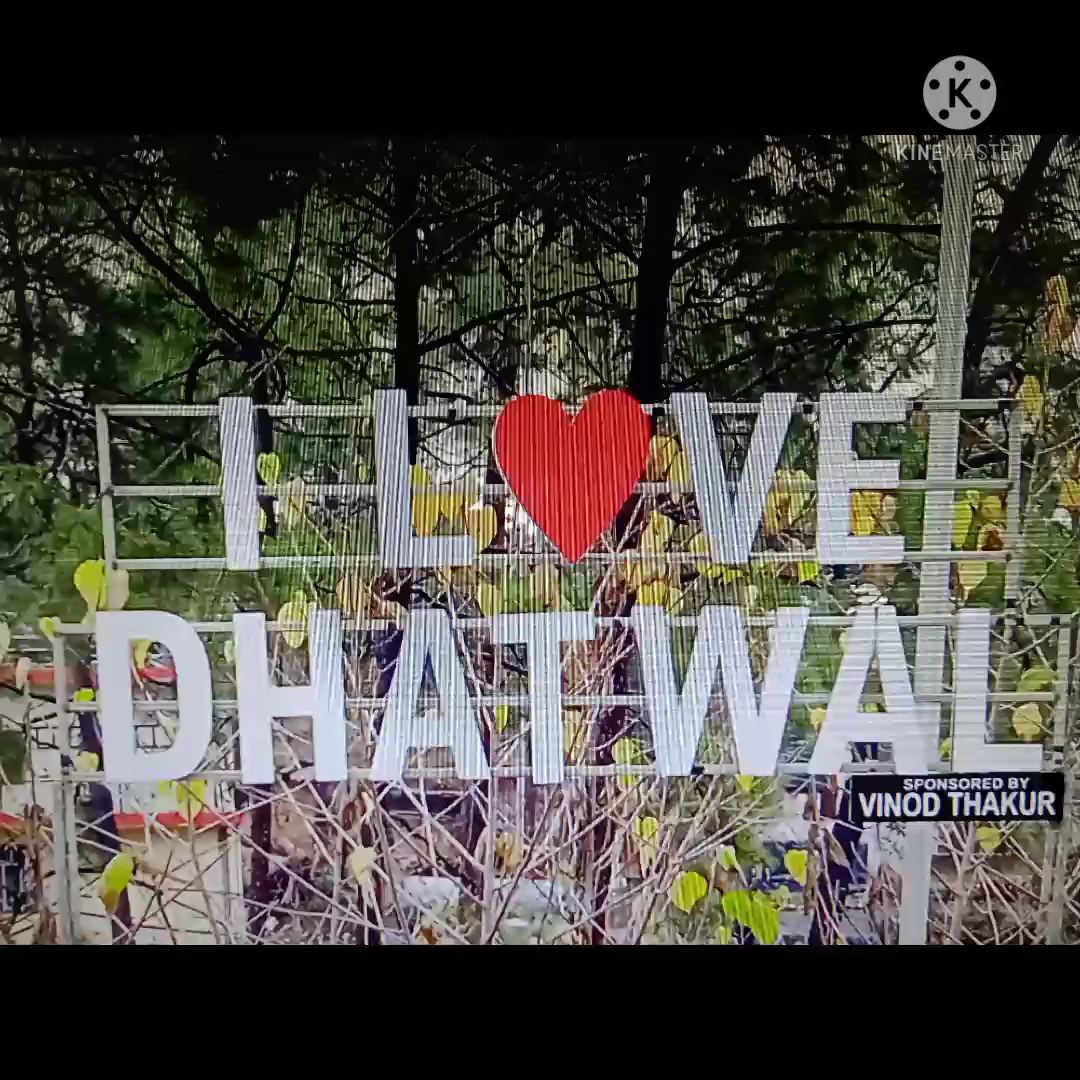 K
KINEMASTER
I L❤VE
DHATWAL
SPONSORED BY
VINOD THAKUR